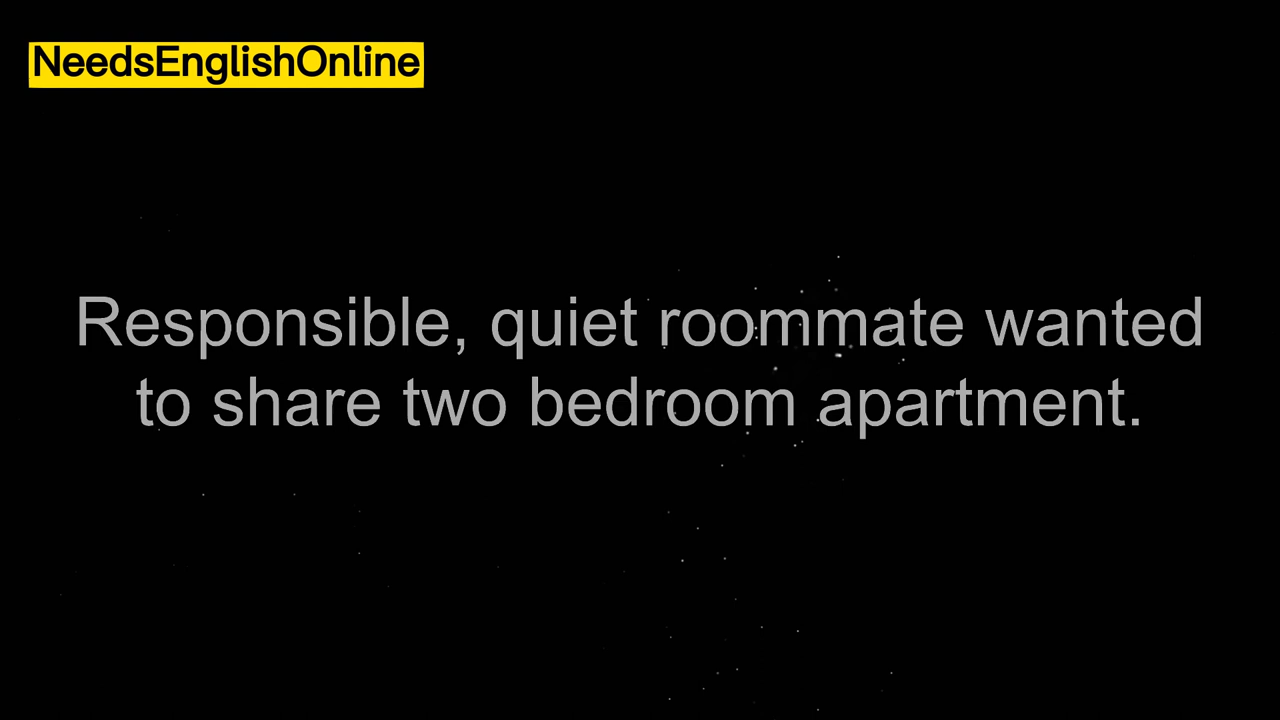 NeedsEnglishOnline
Responsible, quiet roommate wanted
to share two bedroom apartment.